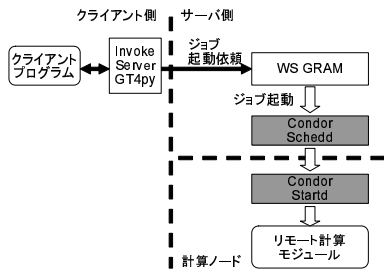 クライアント側
サーバ側
クライアント
プログラム
Invoke
Server
GT4py
ジョブ
起動依頼
WS GRAM
ジョブ起動
Condor
Schedd
Condor
Startd
リモート計算
モジュール
計算ノード